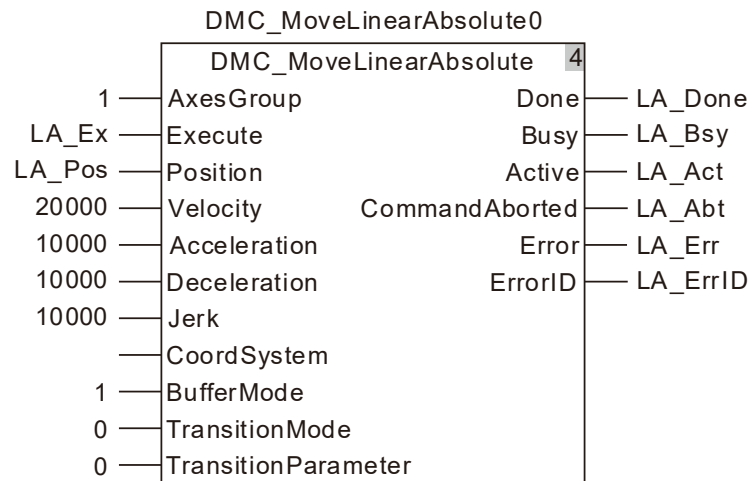 DMC_MoveLinearAbsolute0
DMC_MoveLinearAbsolute 4
1 AxesGroup Done LA_Done
LA_Ex Execute Busy LA_Bsy
LA_Pos Position Active LA_Act
20000 Velocity CommandAborted LA_Abt
10000 Acceleration Error LA_Err
10000 Deceleration ErrorID LA_ErrID
10000 Jerk
CoordSystem
1 BufferMode
0 TransitionMode
0 TransitionParameter